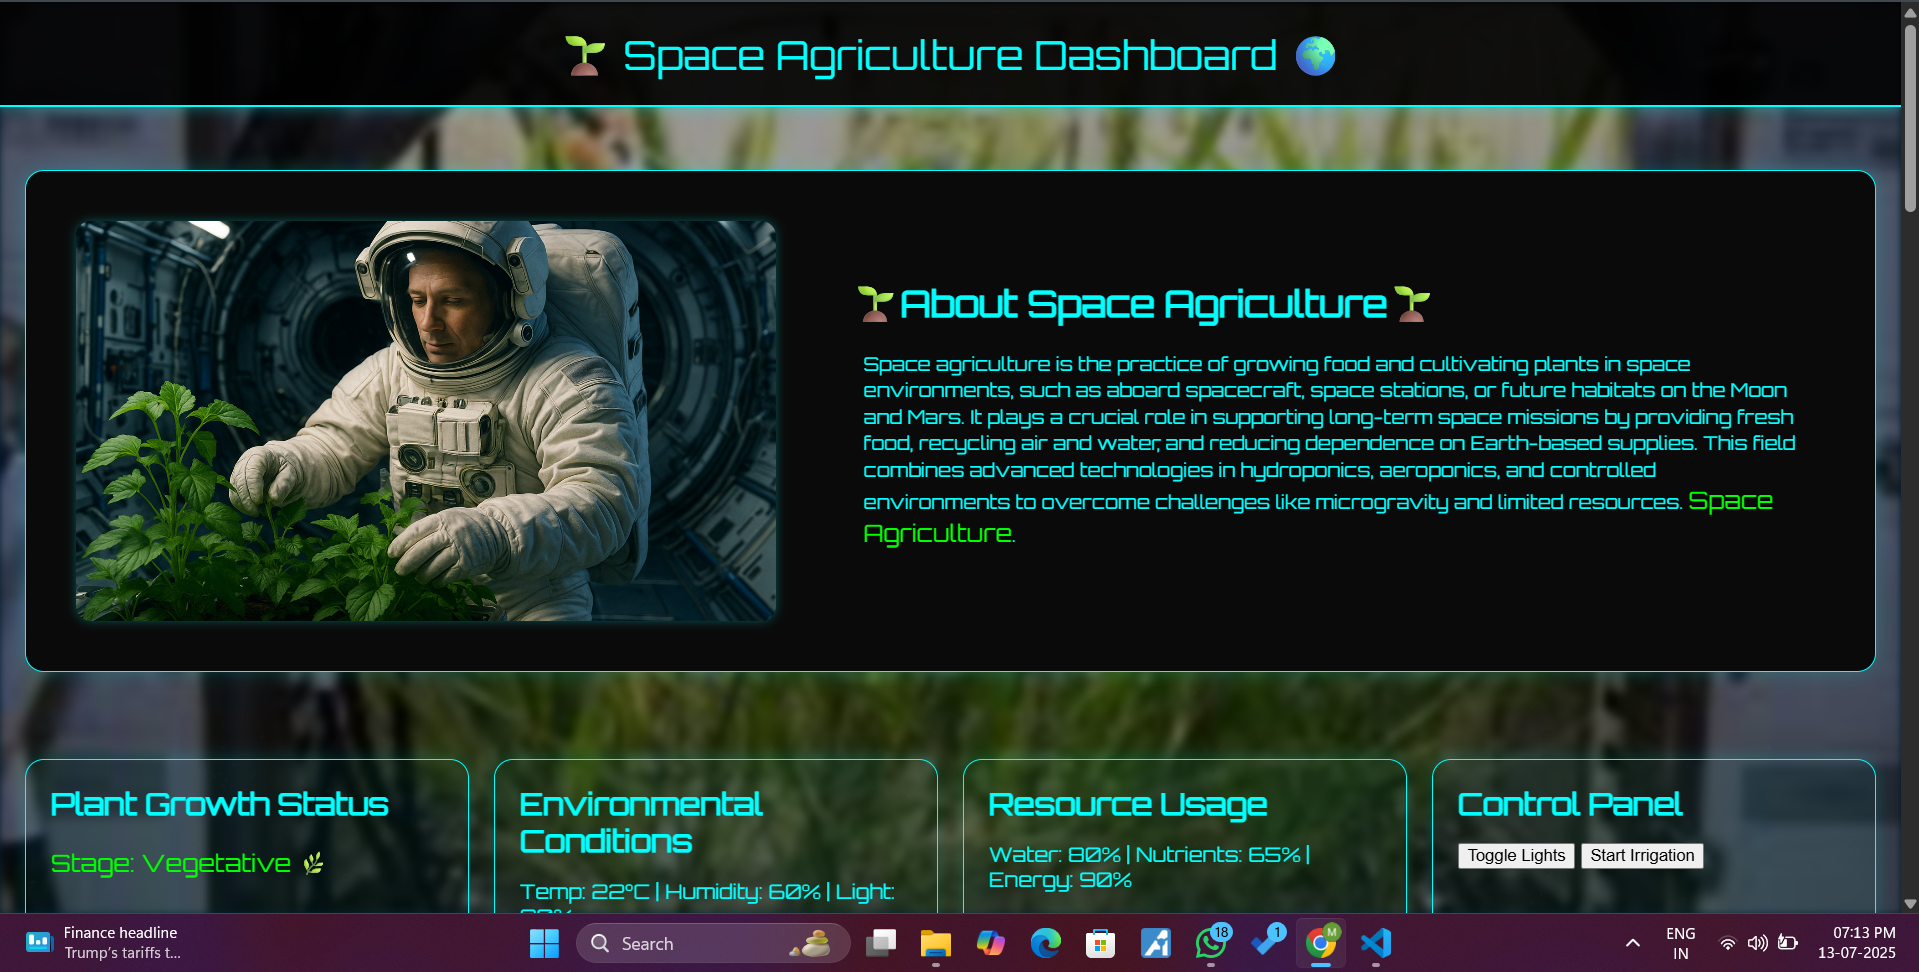 🌱 Space Agriculture Dashboard 🌍
🌱About Space Agriculture🌱
Space agriculture is the practice of growing food and cultivating plants in space
environments, such as aboard spacecraft, space stations, or future habitats on the Moon
and Mars. It plays a crucial role in supporting long-term space missions by providing fresh
food, recycling air and water, and reducing dependence on Earth-based supplies. This field
combines advanced technologies in hydroponics, aeroponics, and controlled
environments to overcome challenges like microgravity and limited resources. Space
Agriculture.
Plant Growth Status
Stage: Vegetative 🌿
Environmental
Conditions
Temp: 22°C | Humidity: 60% | Light:
Resource Usage
Water: 80% | Nutrients: 65% |
Energy: 90%
Control Panel
Toggle Lights Start Irrigation
Finance headline
Trump's tariffs t...
Search
18
1
M
ENG
IN
07:13 PM
13-07-2025